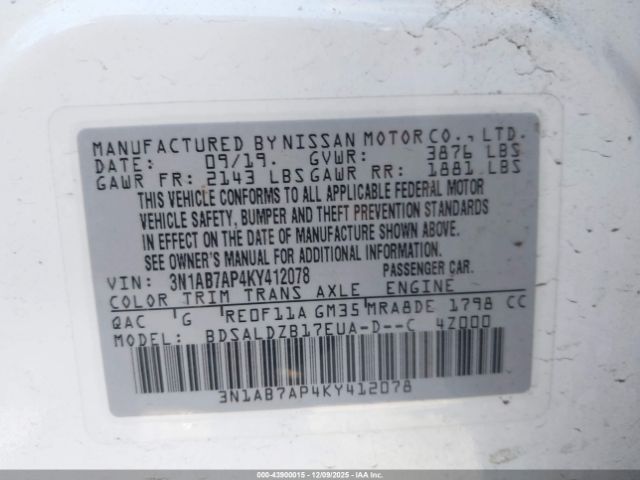 MANUFACTURED BY NISSAN MOTOR CO., LTD.
DATE: 09/19. GVWR: 3876 LBS
GAWR FR: 2143 LBS GAWR RR: 1881 LBS
THIS VEHICLE CONFORMS TO ALL APPLICABLE FEDERAL MOTOR
VEHICLE SAFETY, BUMPER AND THEFT PREVENTION STANDARDS
IN EFFECT ON THE DATE OF MANUFACTURE SHOWN ABOVE.
SEE OWNER'S MANUAL FOR ADDITIONAL INFORMATION
VIN: 3N1AB7AP4KY412078 PASSENGER CAR.
COLOR TRIM TRANS AXLE ENGINE
QAC G RE0F11A GM35 MRA8DE 1798 CC
MODEL: BDSALDZB17EUA-D--C 4Z000
3N1AB7AP4KY412078
000-43900015 - 12/09/2025 - IAAI.COM